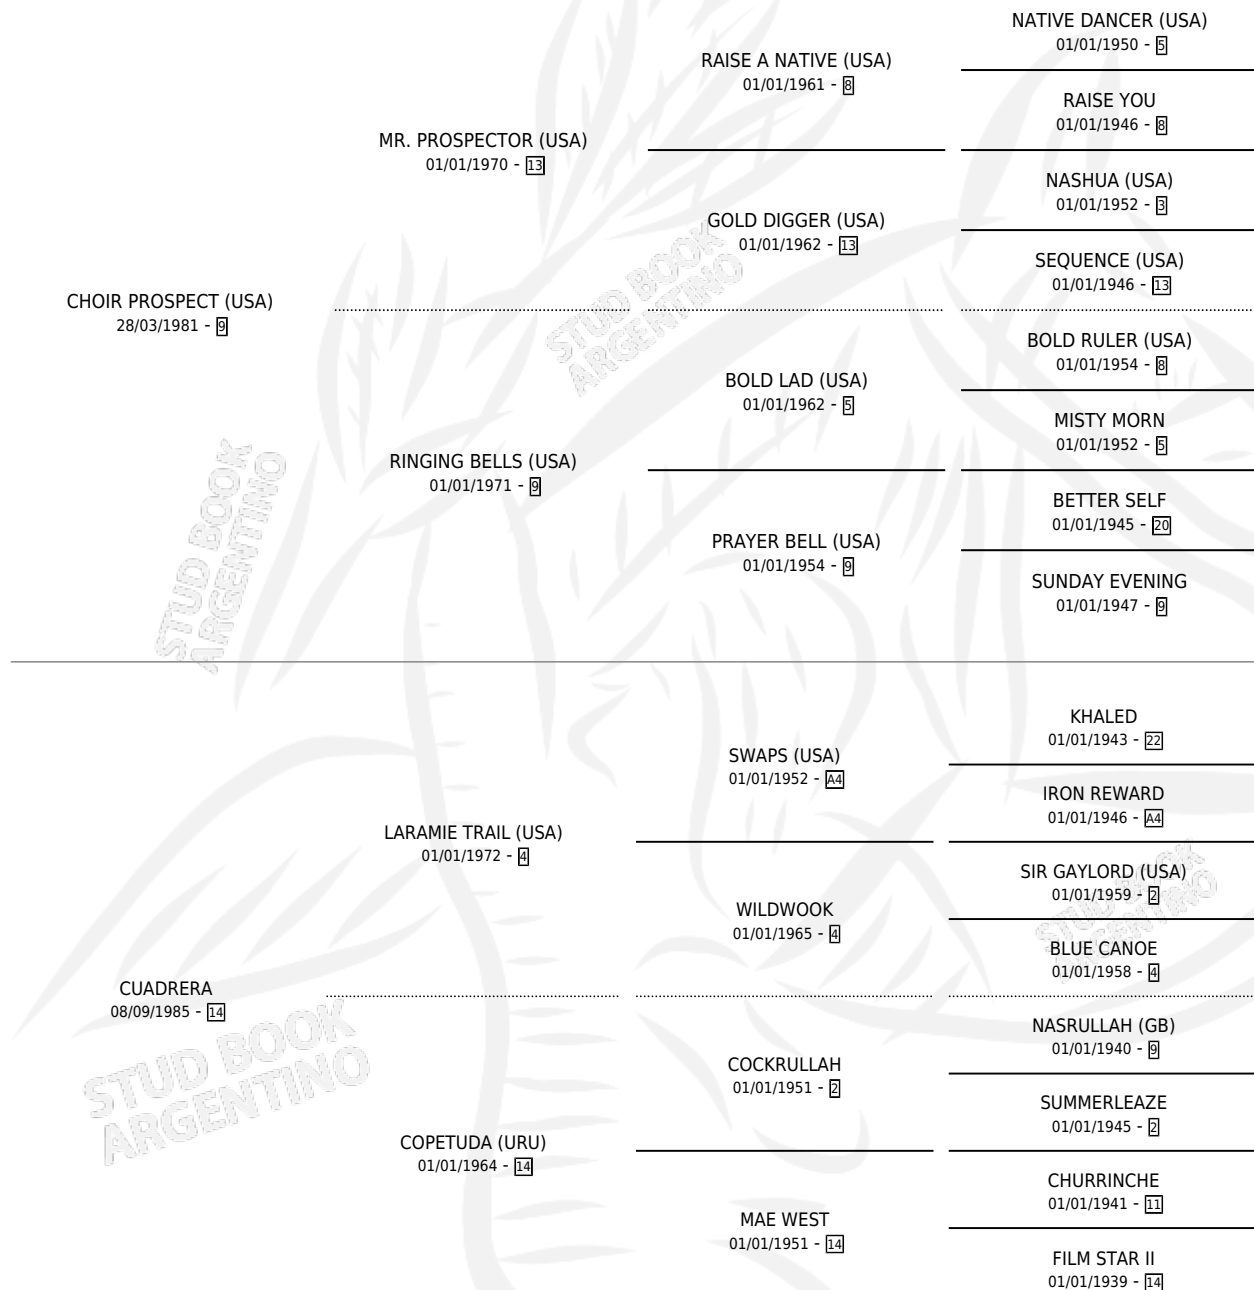 NATIVE DANCER (USA)
01/01/1950 - 5
RAISE A NATIVE (USA)
01/01/1961 - 8
RAISE YOU
01/01/1946 - 8
MR. PROSPECTOR (USA)
01/01/1970 - 13
NASHUA (USA)
01/01/1952 - 3
GOLD DIGGER (USA)
01/01/1962 - 13
SEQUENCE (USA)
01/01/1946 - 13
CHOIR PROSPECT (USA)
28/03/1981 - 9
BOLD RULER (USA)
01/01/1954 - 8
BOLD LAD (USA)
01/01/1962 - 5
MISTY MORN
01/01/1952 - 5
RINGING BELLS (USA)
01/01/1971 - 9
BETTER SELF
01/01/1945 - 20
PRAYER BELL (USA)
01/01/1954 - 9
SUNDAY EVENING
01/01/1947 - 9
KHALED
01/01/1943 - 22
SWAPS (USA)
01/01/1952 - A4
IRON REWARD
01/01/1946 - A4
LARAMIE TRAIL (USA)
01/01/1972 - 4
SIR GAYLORD (USA)
01/01/1959 - 2
WILDWOOK
01/01/1965 - 4
BLUE CANOE
01/01/1958 - 4
CUADRERA
08/09/1985 - 14
NASRULLAH (GB)
01/01/1940 - 9
COCKRULLAH
01/01/1951 - 2
SUMMERLEAZE
01/01/1945 - 2
COPETUDA (URU)
01/01/1964 - 14
CHURRINCHE
01/01/1941 - 11
MAE WEST
01/01/1951 - 14
FILM STAR II
01/01/1939 - 14
STUD BOOK
ARGENTINO
STUD BOOK
ARGENTINO
STUD BOOK
ARGENTINO
STUD BOOK
ARGENTINO